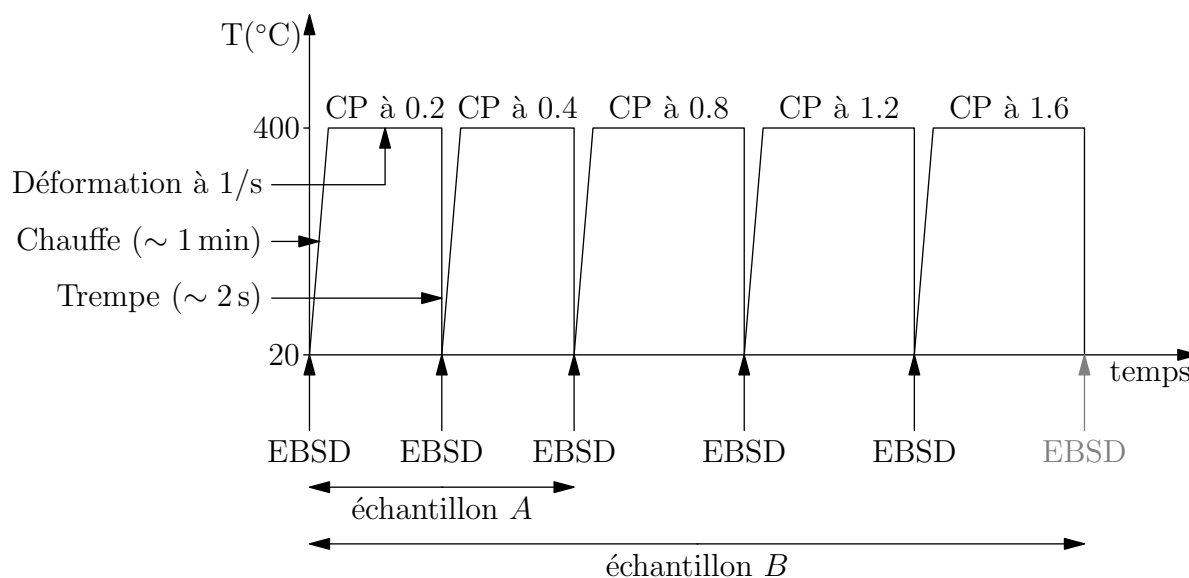 T(°C)
CP à 0.2 CP à 0.4 CP à 0.8 CP à 1.2 CP à 1.6
400
Déformation à 1/s
Chauffe (∼ 1 min)
Trempe (∼ 2 s)
20
temps
EBSD EBSD EBSD EBSD EBSD EBSD
échantillon A
échantillon B